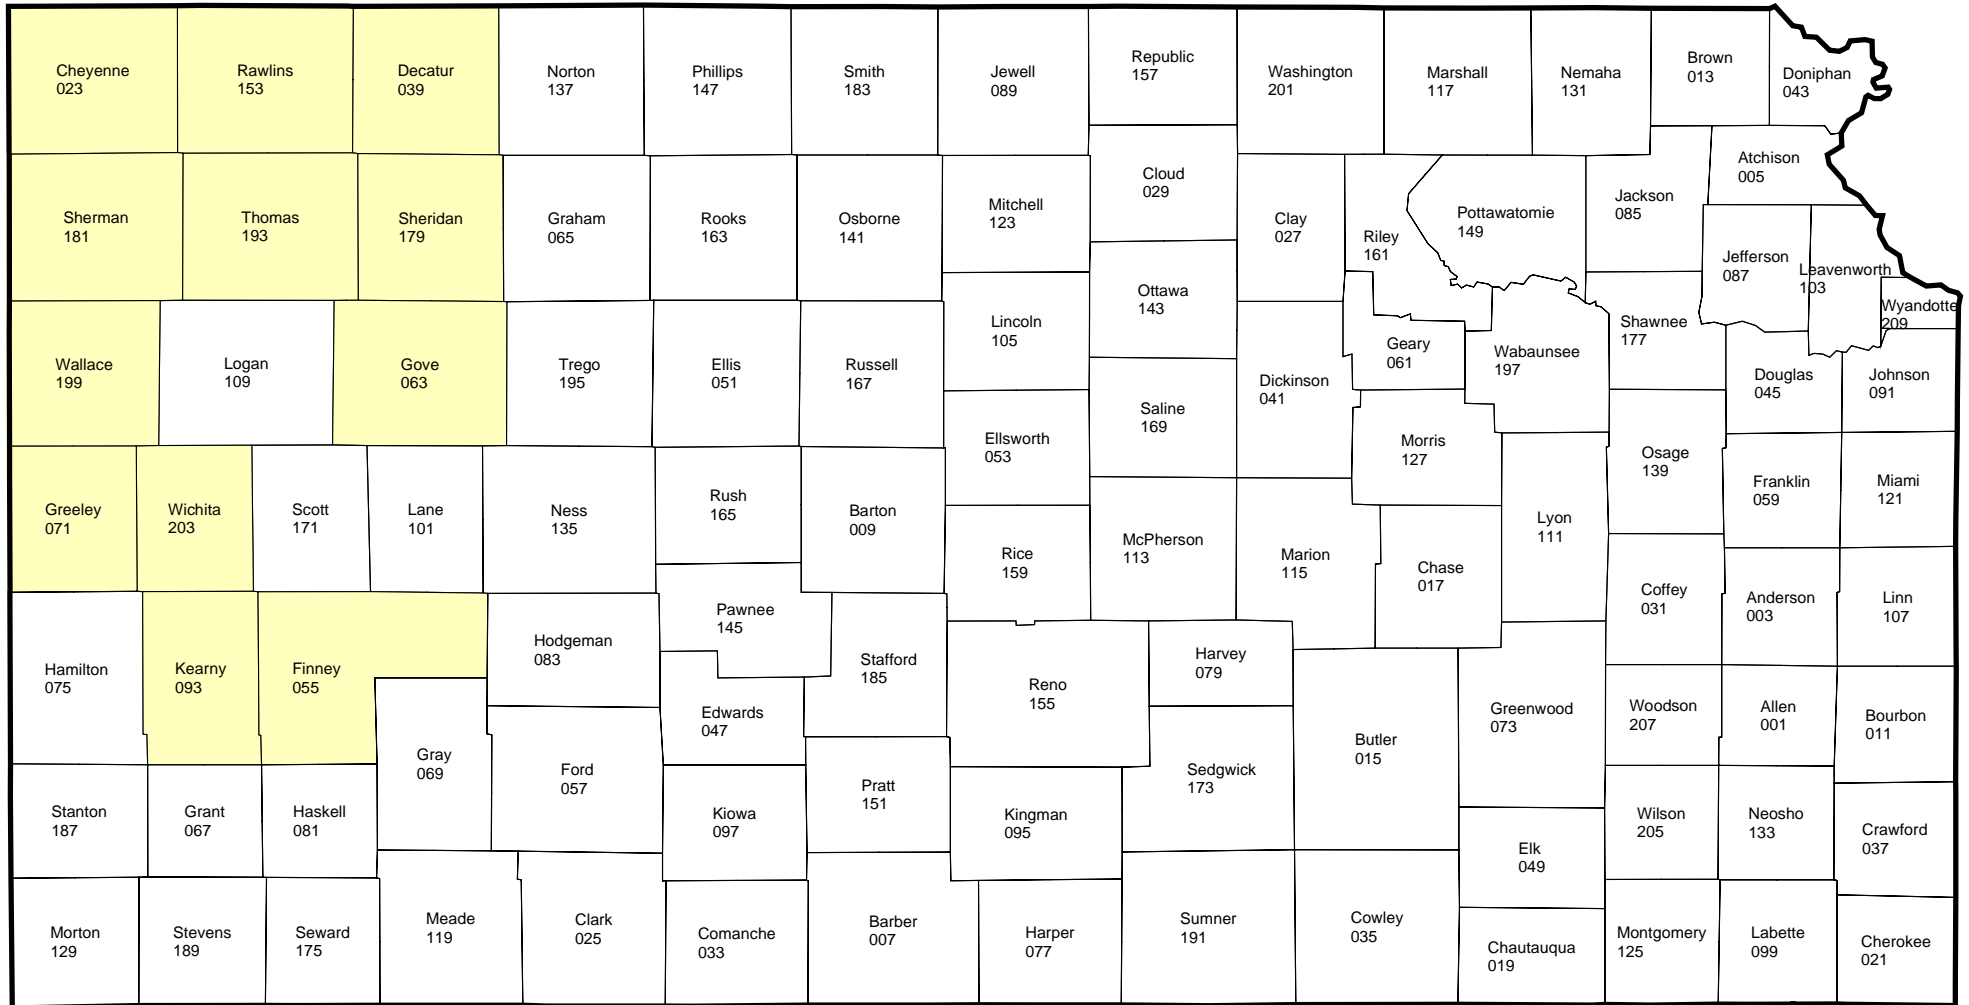 Cheyenne
023
Rawlins
153
Decatur
039
Norton
137
Phillips
147
Smith
183
Jewell
089
Republic
157
Washington
201
Marshall
117
Nemaha
131
Brown
013
Doniphan
043
Sherman
181
Thomas
193
Sheridan
179
Graham
065
Rooks
163
Osborne
141
Mitchell
123
Cloud
029
Clay
027
Riley
161
Pottawatomie
149
Jackson
085
Atchison
005
Jefferson
087
Leavenworth
103
Wyandotte
209
Wallace
199
Logan
109
Gove
063
Trego
195
Ellis
051
Russell
167
Lincoln
105
Ottawa
143
Dickinson
041
Geary
061
Wabaunsee
197
Shawnee
177
Douglas
045
Johnson
091
Ellsworth
053
Saline
169
Morris
127
Osage
139
Franklin
059
Miami
121
Greeley
071
Wichita
203
Scott
171
Lane
101
Ness
135
Rush
165
Barton
009
Rice
159
McPherson
113
Marion
115
Chase
017
Lyon
111
Coffey
031
Anderson
003
Linn
107
Hamilton
075
Kearny
093
Finney
055
Hodgeman
083
Pawnee
145
Stafford
185
Edwards
047
Reno
155
Harvey
079
Butler
015
Greenwood
073
Woodson
207
Allen
001
Bourbon
011
Gray
069
Ford
057
Stanton
187
Grant
067
Haskell
081
Kiowa
097
Pratt
151
Kingman
095
Sedgwick
173
Elk
049
Wilson
205
Neosho
133
Crawford
037
Morton
129
Stevens
189
Seward
175
Meade
119
Clark
025
Comanche
033
Barber
007
Harper
077
Sumner
191
Cowley
035
Chautauqua
019
Montgomery
125
Labette
099
Cherokee
021